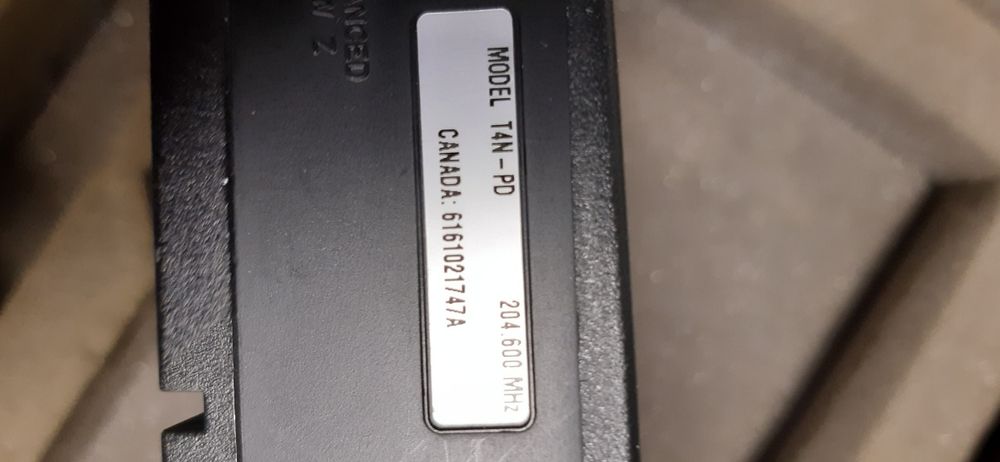 MODEL T4N-PD 204.600 MHz
CANADA: 6161021747A